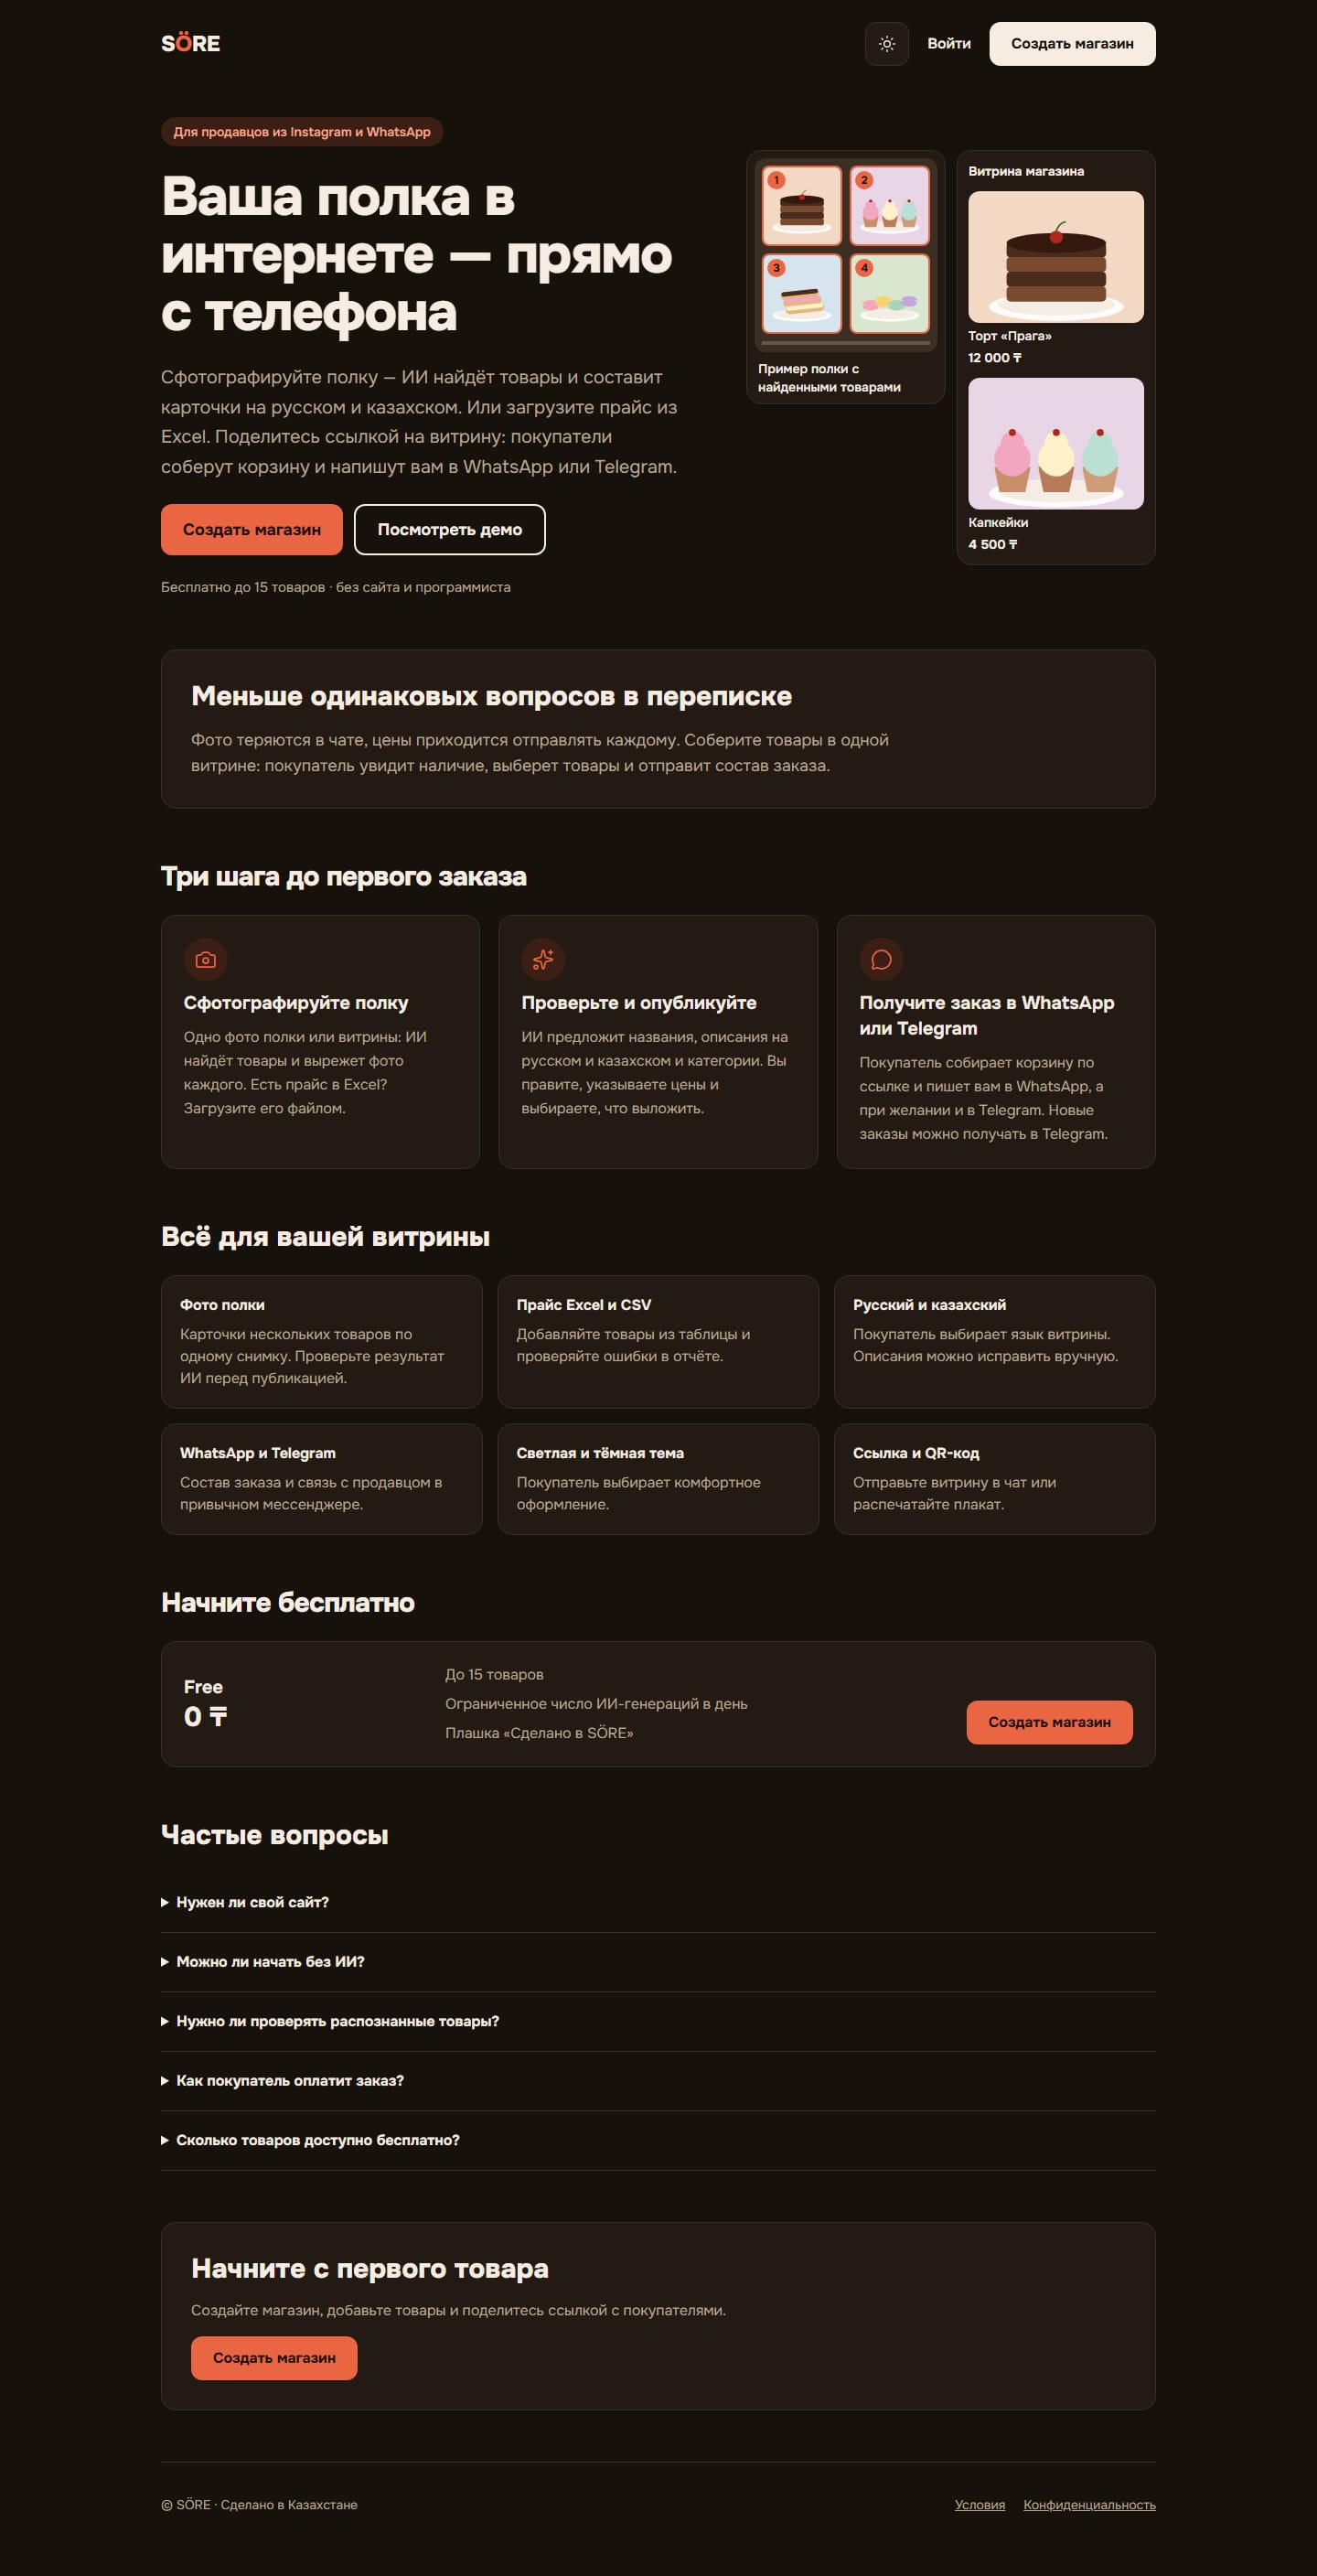 SÖRE
Войти
Создать магазин
Для продавцов из Instagram и WhatsApp
Ваша полка в
интернете — прямо
с телефона
Сфотографируйте полку — ИИ найдёт товары и составит
карточки на русском и казахском. Или загрузите прайс из
Excel. Поделитесь ссылкой на витрину: покупатели
соберут корзину и напишут вам в WhatsApp или Telegram.
Создать магазин
Посмотреть демо
Бесплатно до 15 товаров · без сайта и программиста
1
2
3
4
Пример полки с
найденными товарами
Витрина магазина
Торт «Прага»
12 000 ₸
Капкейки
4 500 ₸
Меньше одинаковых вопросов в переписке
Фото теряются в чате, цены приходится отправлять каждому. Соберите товары в одной
витрине: покупатель увидит наличие, выберет товары и отправит состав заказа.
Три шага до первого заказа
Сфотографируйте полку
Одно фото полки или витрины: ИИ
найдёт товары и вырежет фото
каждого. Есть прайс в Excel?
Загрузите его файлом.
Проверьте и опубликуйте
ИИ предложит названия, описания на
русском и казахском и категории. Вы
правите, указываете цены и
выбираете, что выложить.
Получите заказ в WhatsApp
или Telegram
Покупатель собирает корзину по
ссылке и пишет вам в WhatsApp, а
при желании и в Telegram. Новые
заказы можно получать в Telegram.
Всё для вашей витрины
Фото полки
Карточки нескольких товаров по
одному снимку. Проверьте результат
ИИ перед публикацией.
Прайс Excel и CSV
Добавляйте товары из таблицы и
проверяйте ошибки в отчёте.
Русский и казахский
Покупатель выбирает язык витрины.
Описания можно исправить вручную.
WhatsApp и Telegram
Состав заказа и связь с продавцом в
привычном мессенджере.
Светлая и тёмная тема
Покупатель выбирает комфортное
оформление.
Ссылка и QR-код
Отправьте витрину в чат или
распечатайте плакат.
Начните бесплатно
Free
0 ₸
До 15 товаров
Ограниченное число ИИ-генераций в день
Плашка «Сделано в SÖRE»
Создать магазин
Частые вопросы
Нужен ли свой сайт?
Можно ли начать без ИИ?
Нужно ли проверять распознанные товары?
Как покупатель оплатит заказ?
Сколько товаров доступно бесплатно?
Начните с первого товара
Создайте магазин, добавьте товары и поделитесь ссылкой с покупателями.
Создать магазин
© SÖRE · Сделано в Казахстане
Условия
Конфиденциальность